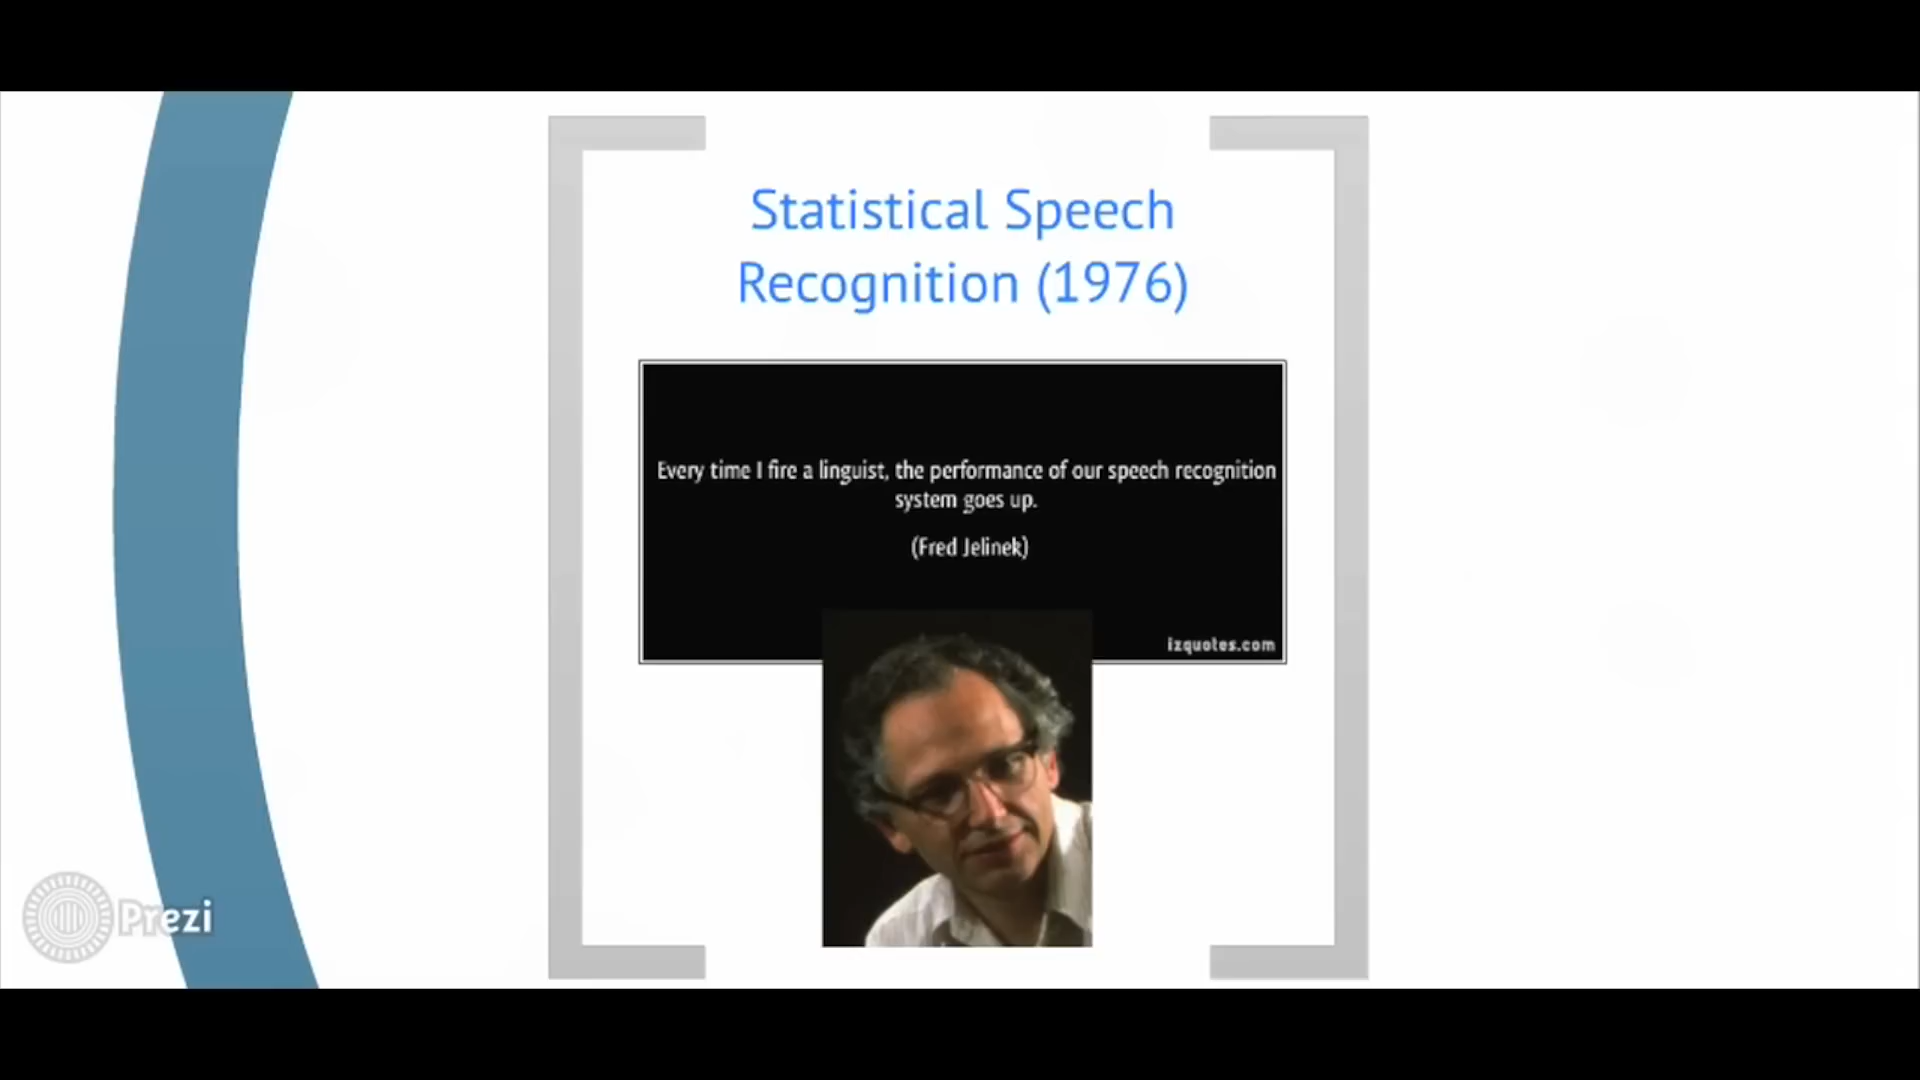 Statistical Speech
Recognition (1976)
Every time I fire a linguist, the performance of our speech recognition
system goes up.
(Fred Jelinek)
izquotes.com
Prezi